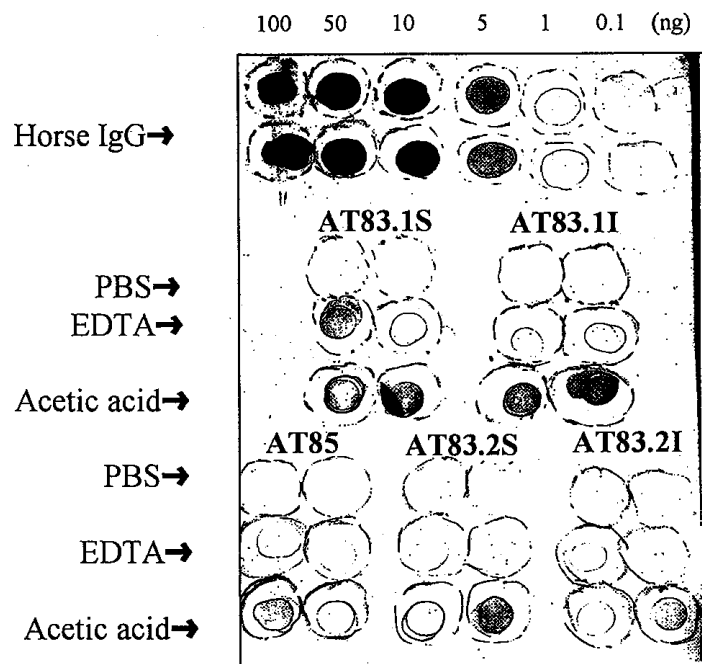 100 50 10 5 1 0.1 (ng)
Horse IgG→
AT83.1S AT83.1I
PBS→
EDTA→
Acetic acid→
AT85 AT83.2S AT83.2I
PBS→
EDTA→
Acetic acid→